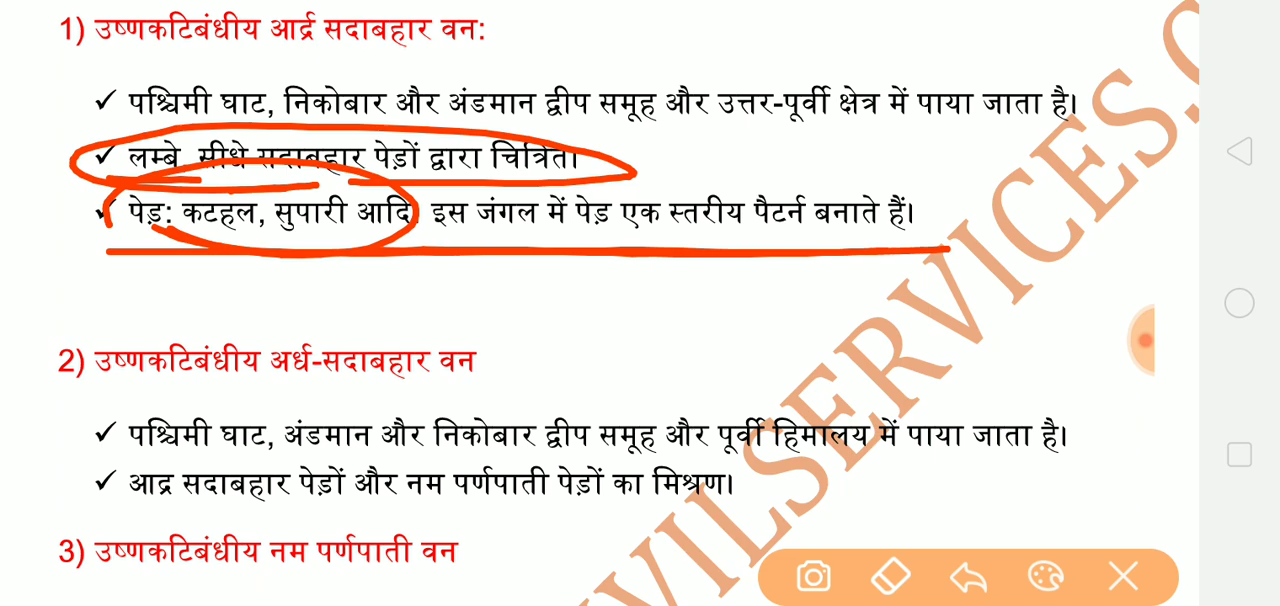 1) उष्णकटिबंधीय आर्द्र सदाबहार वन:
✓ पश्चिमी घाट, निकोबार और अंडमान द्वीप समूह और उत्तर-पूर्वी क्षेत्र में पाया जाता है।
✓ लम्बे, सीधे सदाबहार पेड़ों द्वारा चित्रित।
✓ पेड़: कटहल, सुपारी आदि इस जंगल में पेड़ एक स्तरीय पैटर्न बनाते हैं।
2) उष्णकटिबंधीय अर्ध-सदाबहार वन
✓ पश्चिमी घाट, अंडमान और निकोबार द्वीप समूह और पूर्वी हिमालय में पाया जाता है।
✓ आद्र सदाबहार पेड़ों और नम पर्णपाती पेड़ों का मिश्रण।
3) उष्णकटिबंधीय नम पर्णपाती वन
VILSERVICES.